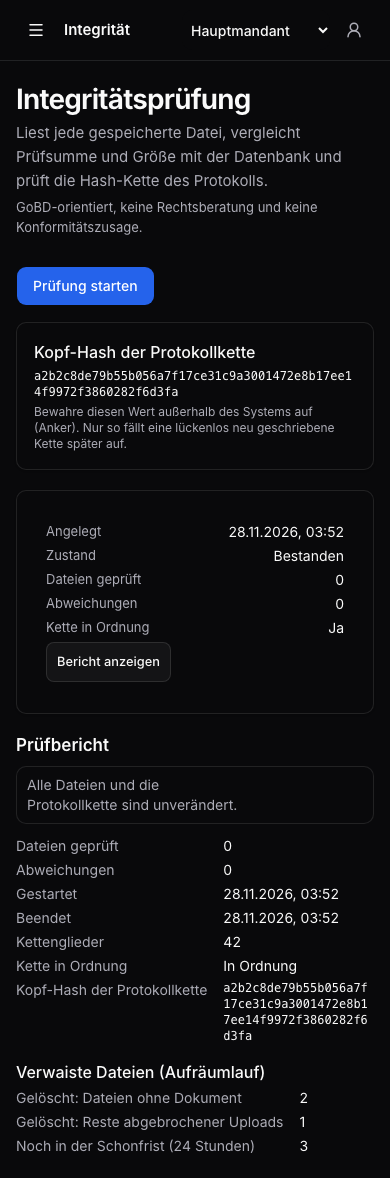 Integrität
Hauptmandant
Integritätsprüfung
Liest jede gespeicherte Datei, vergleicht
Prüfsumme und Größe mit der Datenbank und
prüft die Hash-Kette des Protokolls.
GoBD-orientiert, keine Rechtsberatung und keine
Konformitätszusage.
Prüfung starten
Kopf-Hash der Protokollkette
a2b2c8de79b55b056a7f17ce31c9a3001472e8b17ee1
4f9972f3860282f6d3fa
Bewahre diesen Wert außerhalb des Systems auf
(Anker). Nur so fällt eine lückenlos neu geschriebene
Kette später auf.
Angelegt 28.11.2026, 03:52
Zustand Bestanden
Dateien geprüft 0
Abweichungen 0
Kette in Ordnung Ja
Bericht anzeigen
Prüfbericht
Alle Dateien und die
Protokollkette sind unverändert.
Dateien geprüft 0
Abweichungen 0
Gestartet 28.11.2026, 03:52
Beendet 28.11.2026, 03:52
Kettenglieder 42
Kette in Ordnung In Ordnung
Kopf-Hash der Protokollkette a2b2c8de79b55b056a7f
17ce31c9a3001472e8b1
7ee14f9972f3860282f6
d3fa
Verwaiste Dateien (Aufräumlauf)
Gelöscht: Dateien ohne Dokument 2
Gelöscht: Reste abgebrochener Uploads 1
Noch in der Schonfrist (24 Stunden) 3